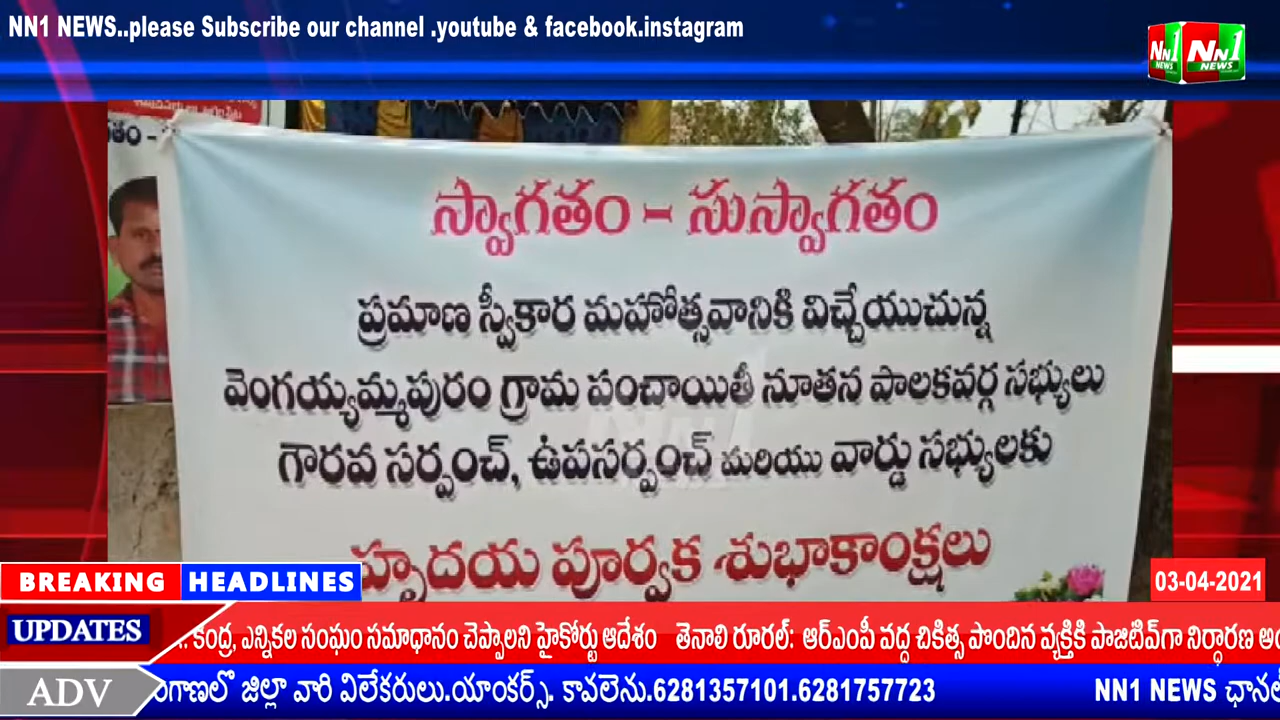 NN1 NEWS..please Subscribe our channel .youtube & facebook.instagram
NN1 NEWS
NN1 NEWS
స్వాగతం - సుస్వాగతం
ప్రమాణ స్వీకార మహోత్సవానికి విచ్చేయుచున్న
వెంగయ్యమ్మపురం గ్రామ పంచాయితీ నూతన పాలకవర్గ సభ్యులు
గౌరవ సర్పంచ్, ఉపసర్పంచ్ మరియు వార్డు సభ్యులకు
హృదయ పూర్వక శుభాకాంక్షలు
BREAKING HEADLINES
03-04-2021
UPDATES
కేంద్ర, ఎన్నికల సంఘం సమాధానం చెప్పాలని హైకోర్టు ఆదేశం తెనాలి రూరల్: ఆర్ఎంపీ వద్ద చికిత్స పొందిన వ్యక్తికి పాజిటివ్‌గా నిర్ధారణ
ADV
జిల్లా వారి విలేకరులు.యాంకర్స్. కావలెను.6281357101.6281757723 NN1 NEWS